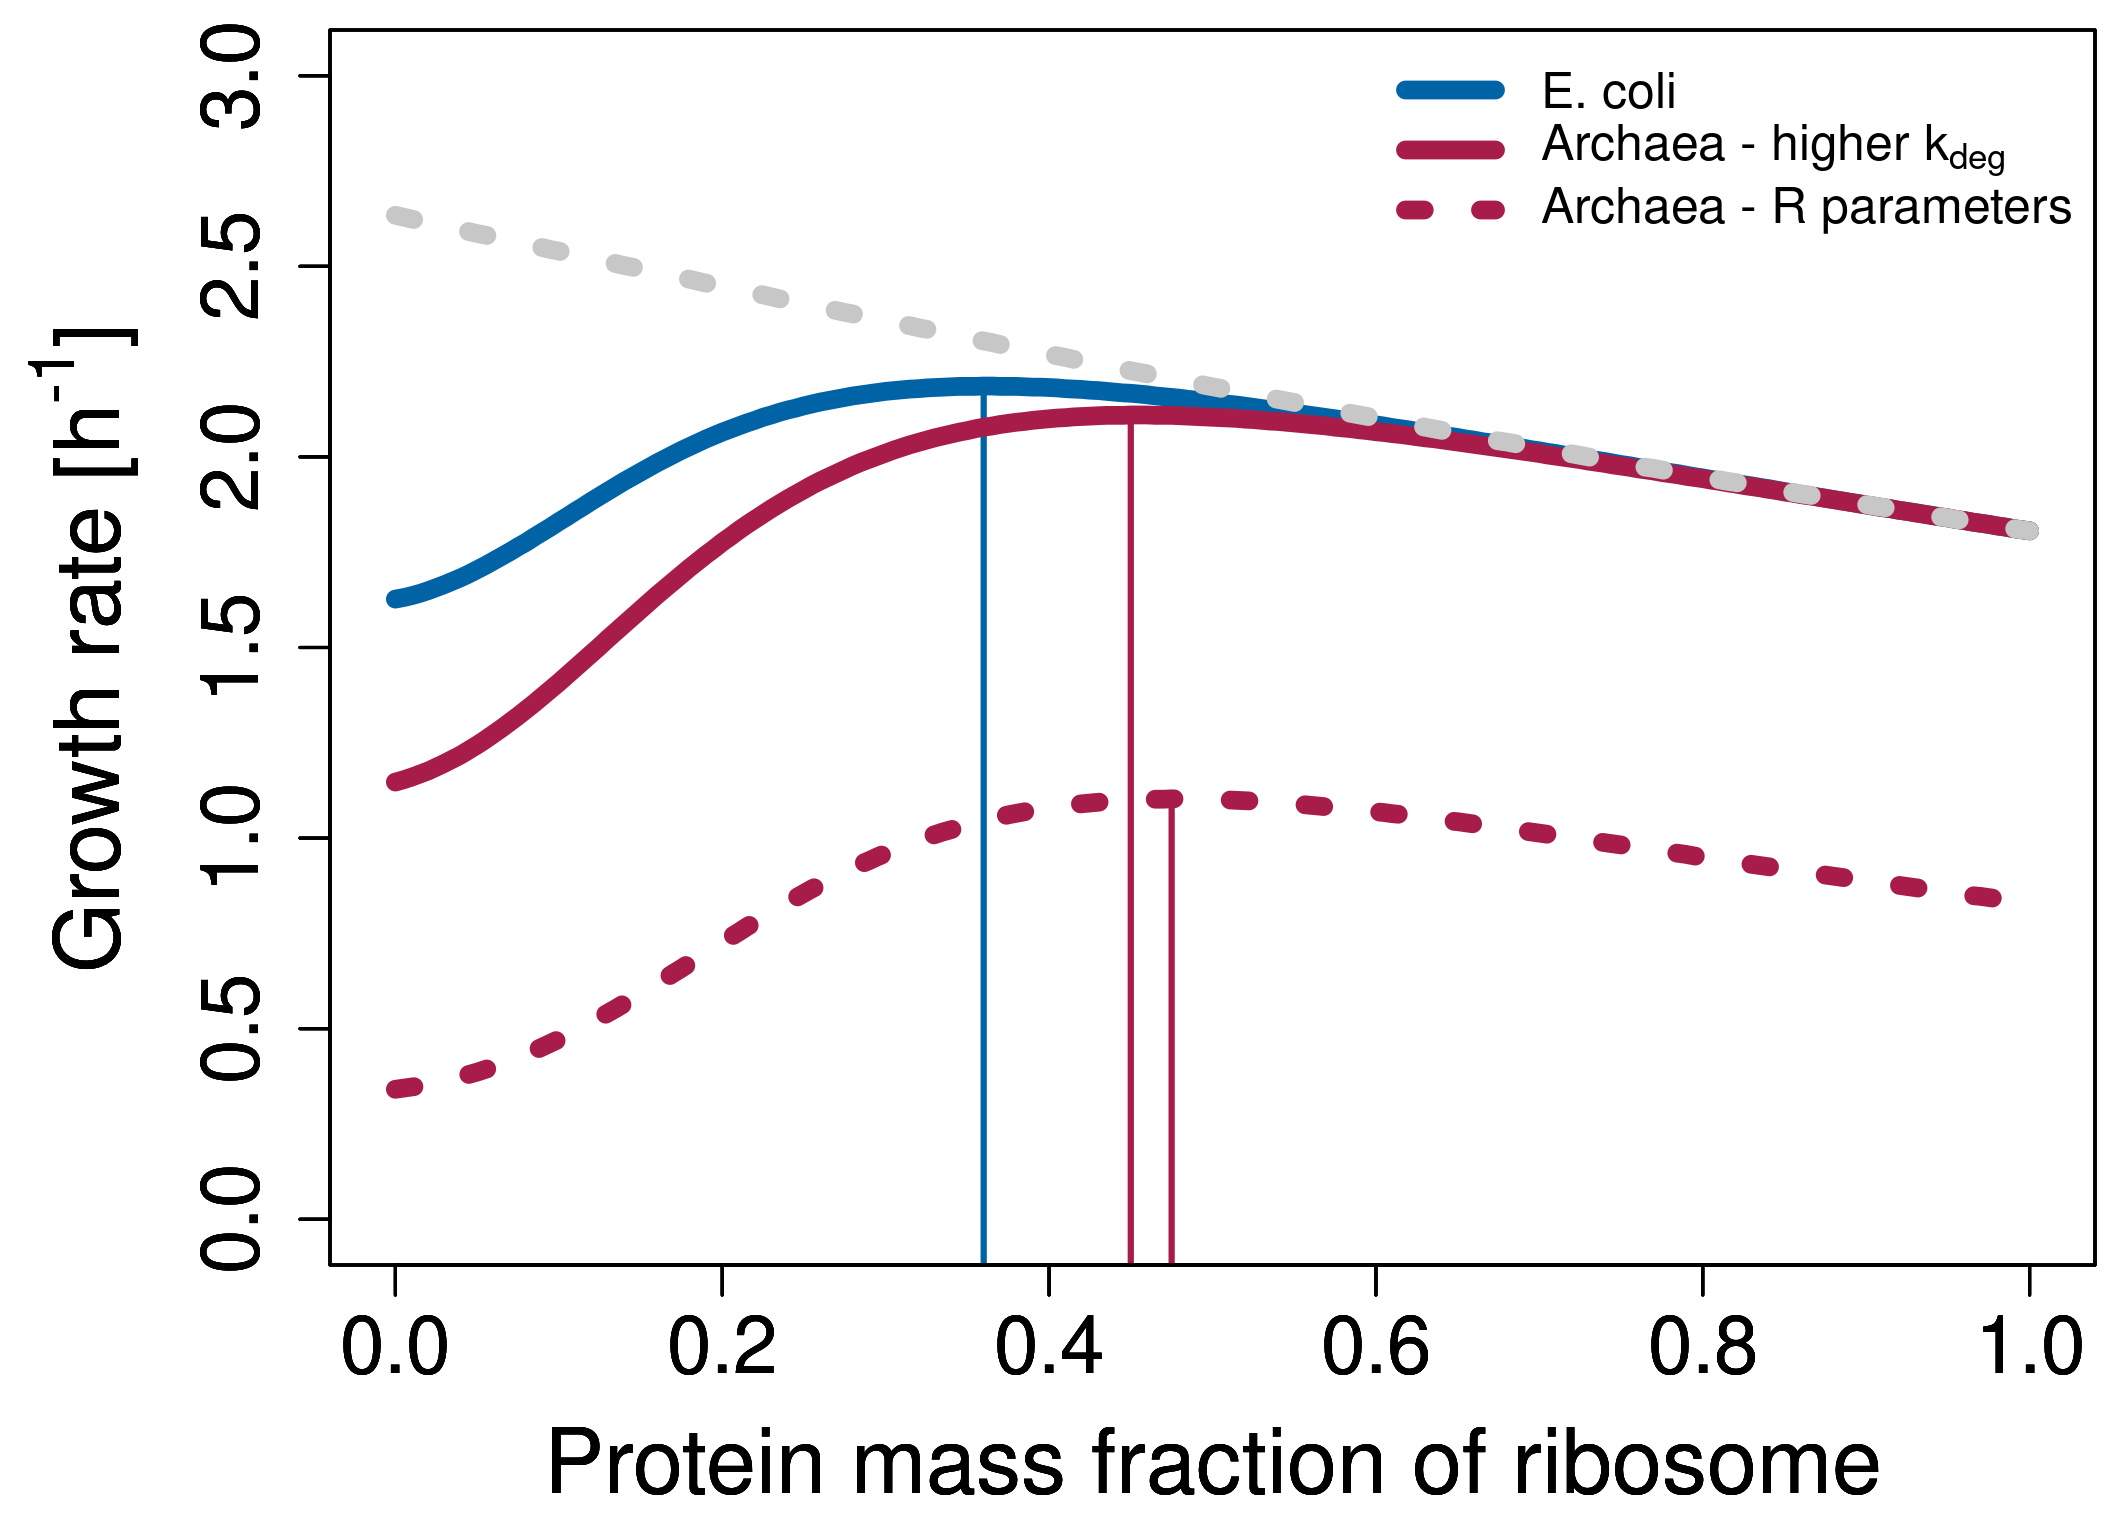 Growth rate [h-1]
3.0
2.5
2.0
1.5
1.0
0.5
0.0
E. coli
Archaea - higher kdeg
Archaea - R parameters
0.0 0.2 0.4 0.6 0.8 1.0
Protein mass fraction of ribosome